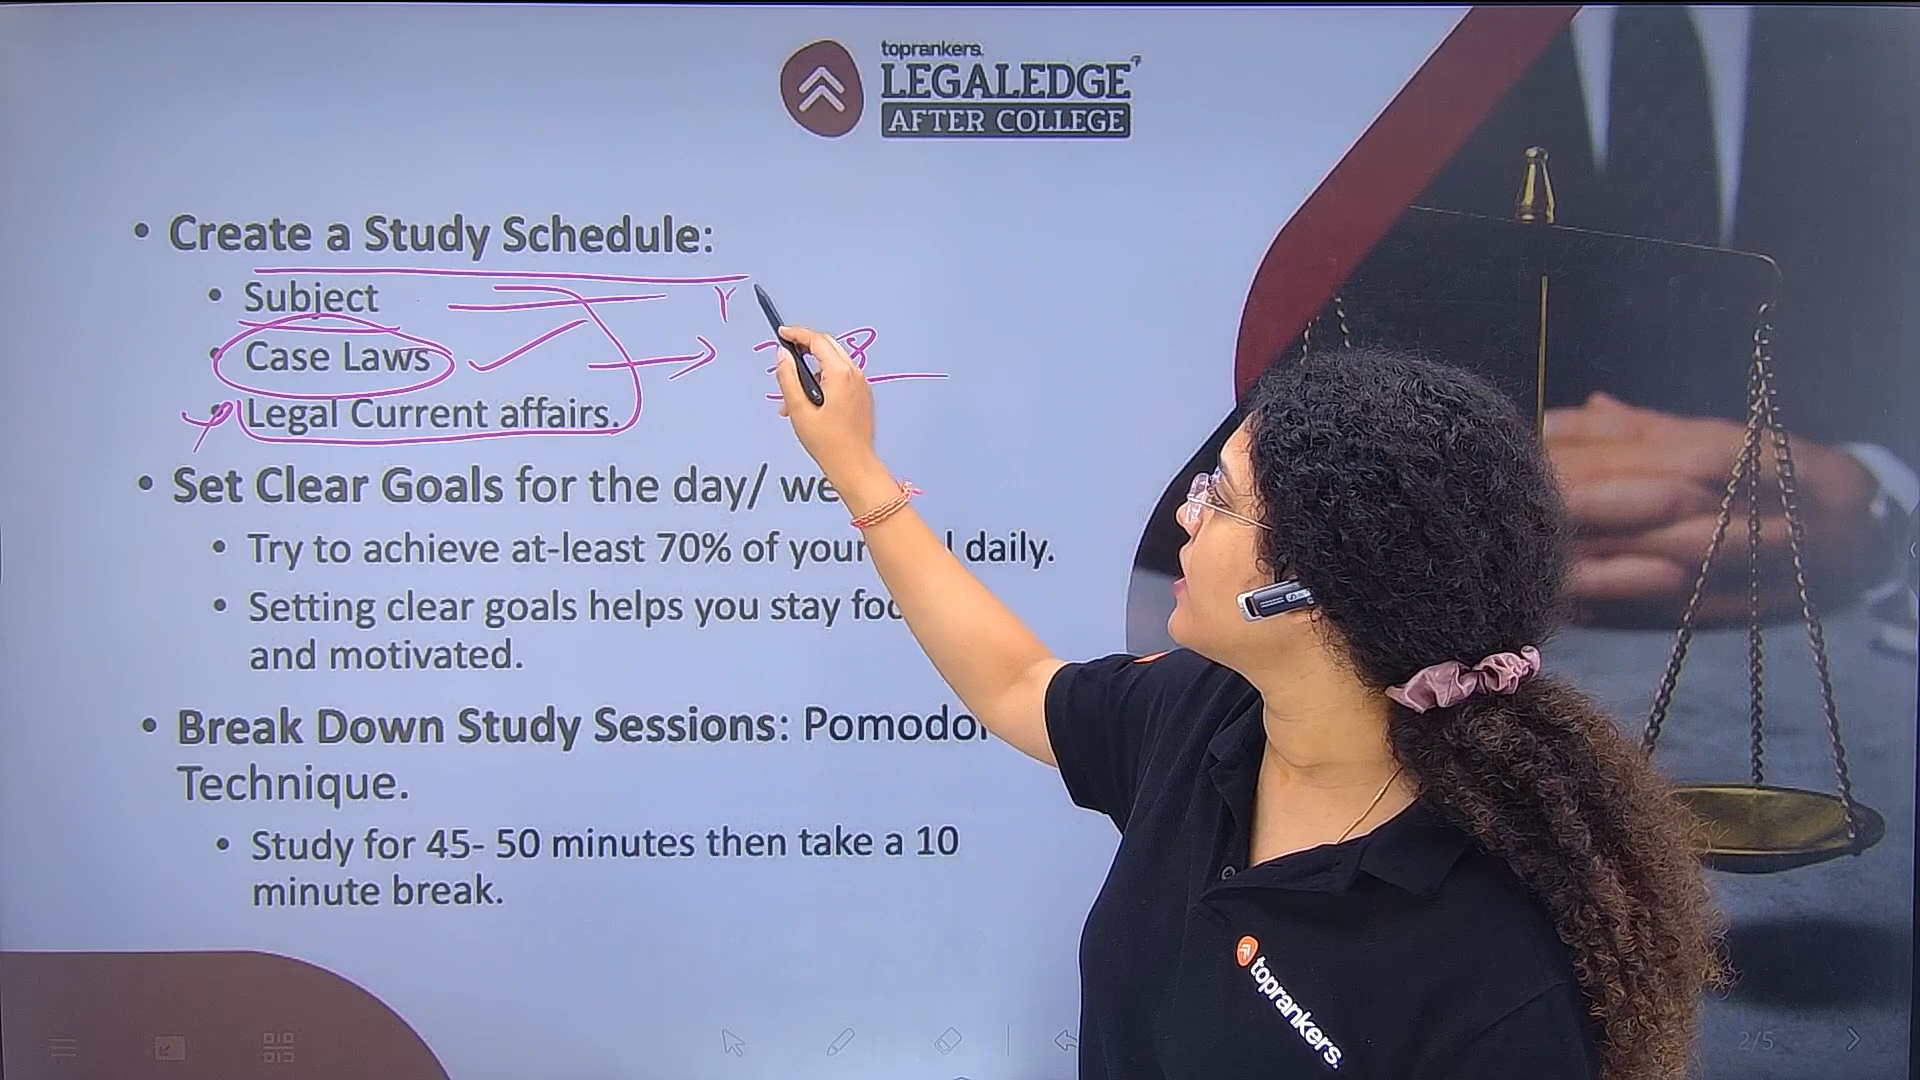 toprankers.
LEGALEDGE
AFTER COLLEGE
• Create a Study Schedule:
• Subject
• Case Laws
• Legal Current affairs.
• Set Clear Goals for the day/ we
• Try to achieve at-least 70% of your daily.
• Setting clear goals helps you stay foc
and motivated.
• Break Down Study Sessions: Pomodo
Technique.
• Study for 45- 50 minutes then take a 10
minute break.
toprankers.
2/5